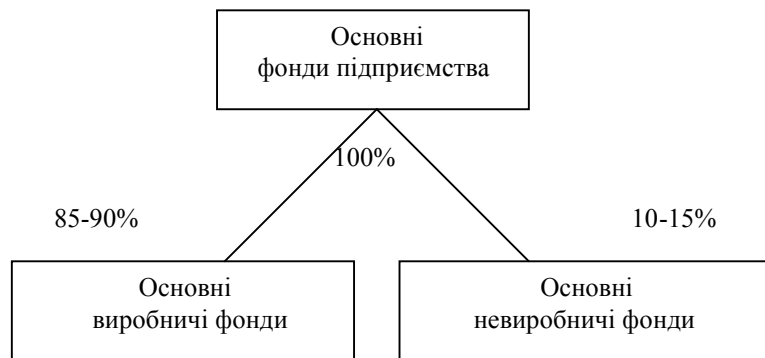 Основні
фонди підприємства
100%
85-90%
10-15%
Основні
виробничі фонди
Основні
невиробничі фонди